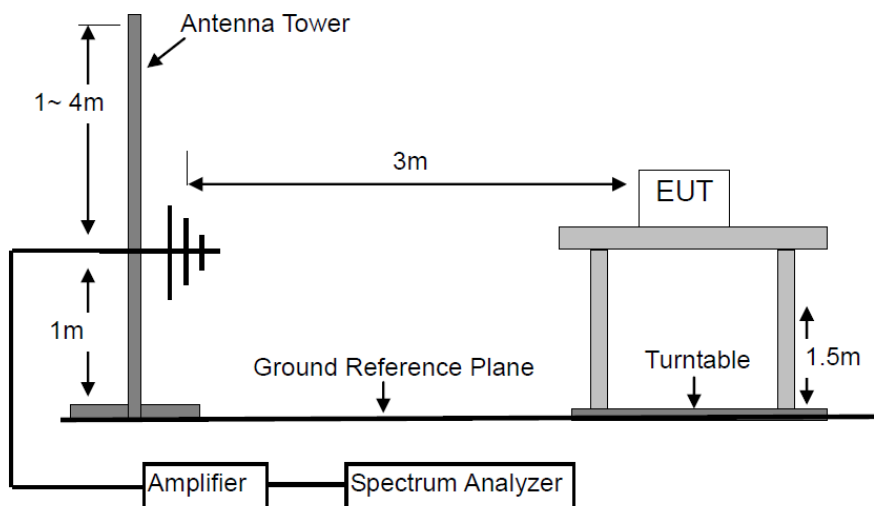 Antenna Tower
1~ 4m
3m
EUT
1m
Ground Reference Plane
Turntable
1.5m
Amplifier
Spectrum Analyzer